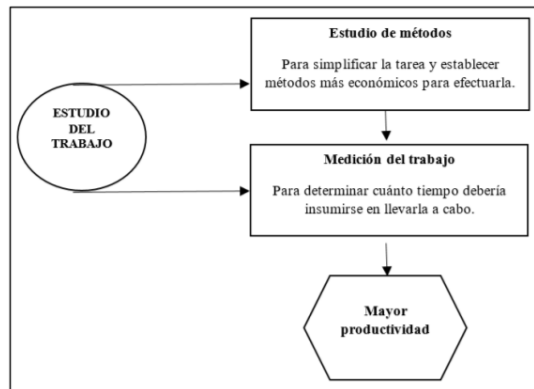 Estudio de métodos
Para simplificar la tarea y establecer
métodos más económicos para efectuarla.
ESTUDIO
DEL
TRABAJO
Medición del trabajo
Para determinar cuánto tiempo debería
insumirse en llevarla a cabo.
Mayor
productividad